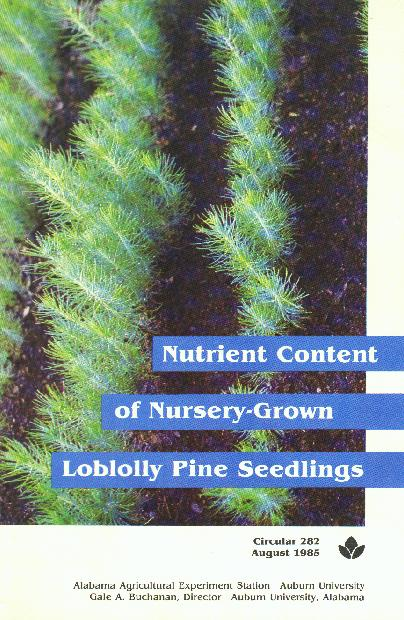 Nutrient Content
of Nursery-Grown
Loblolly Pine Seedlings
Circular 282
August 1985
Alabama Agricultural Experiment Station Auburn University
Gale A. Buchanan, Director Auburn University, Alabama